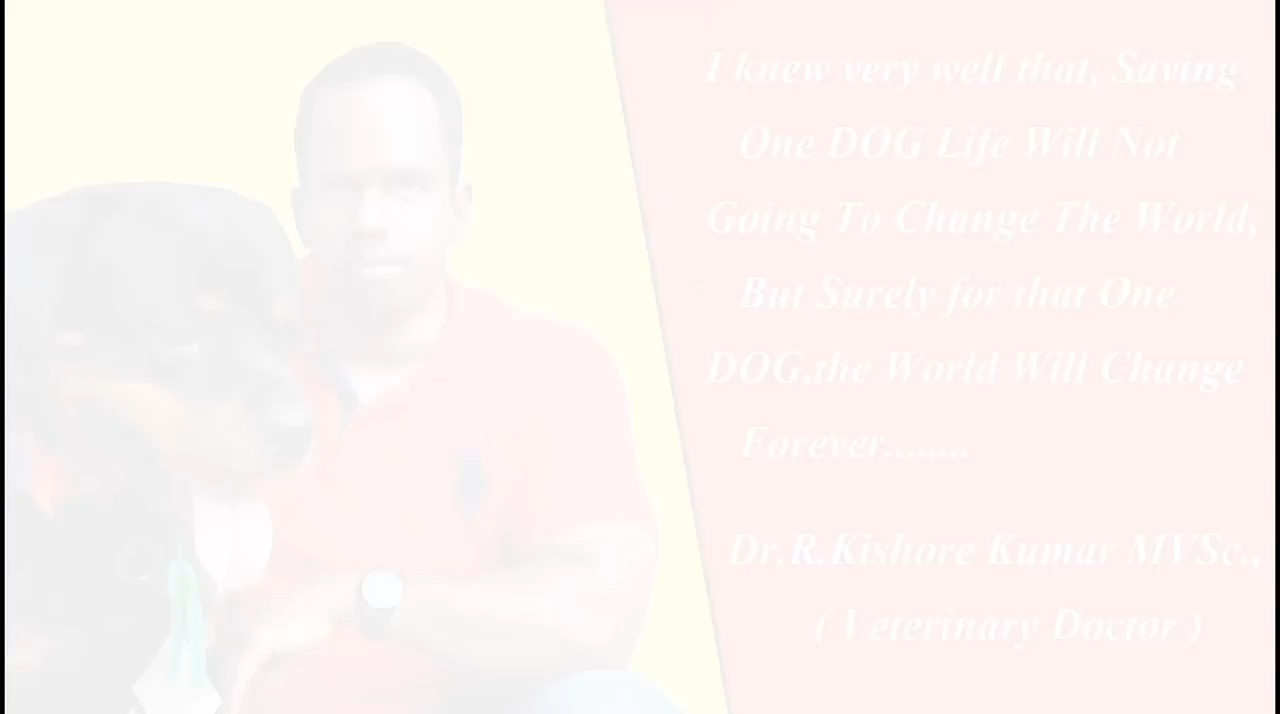 I knew very well that, Saving
One DOG Life Will Not
Going To Change The World,
But Surely for that One
DOG,the World Will Change
Forever........
Dr.R.Kishore Kumar MVSc.,
( Veterinary Doctor )